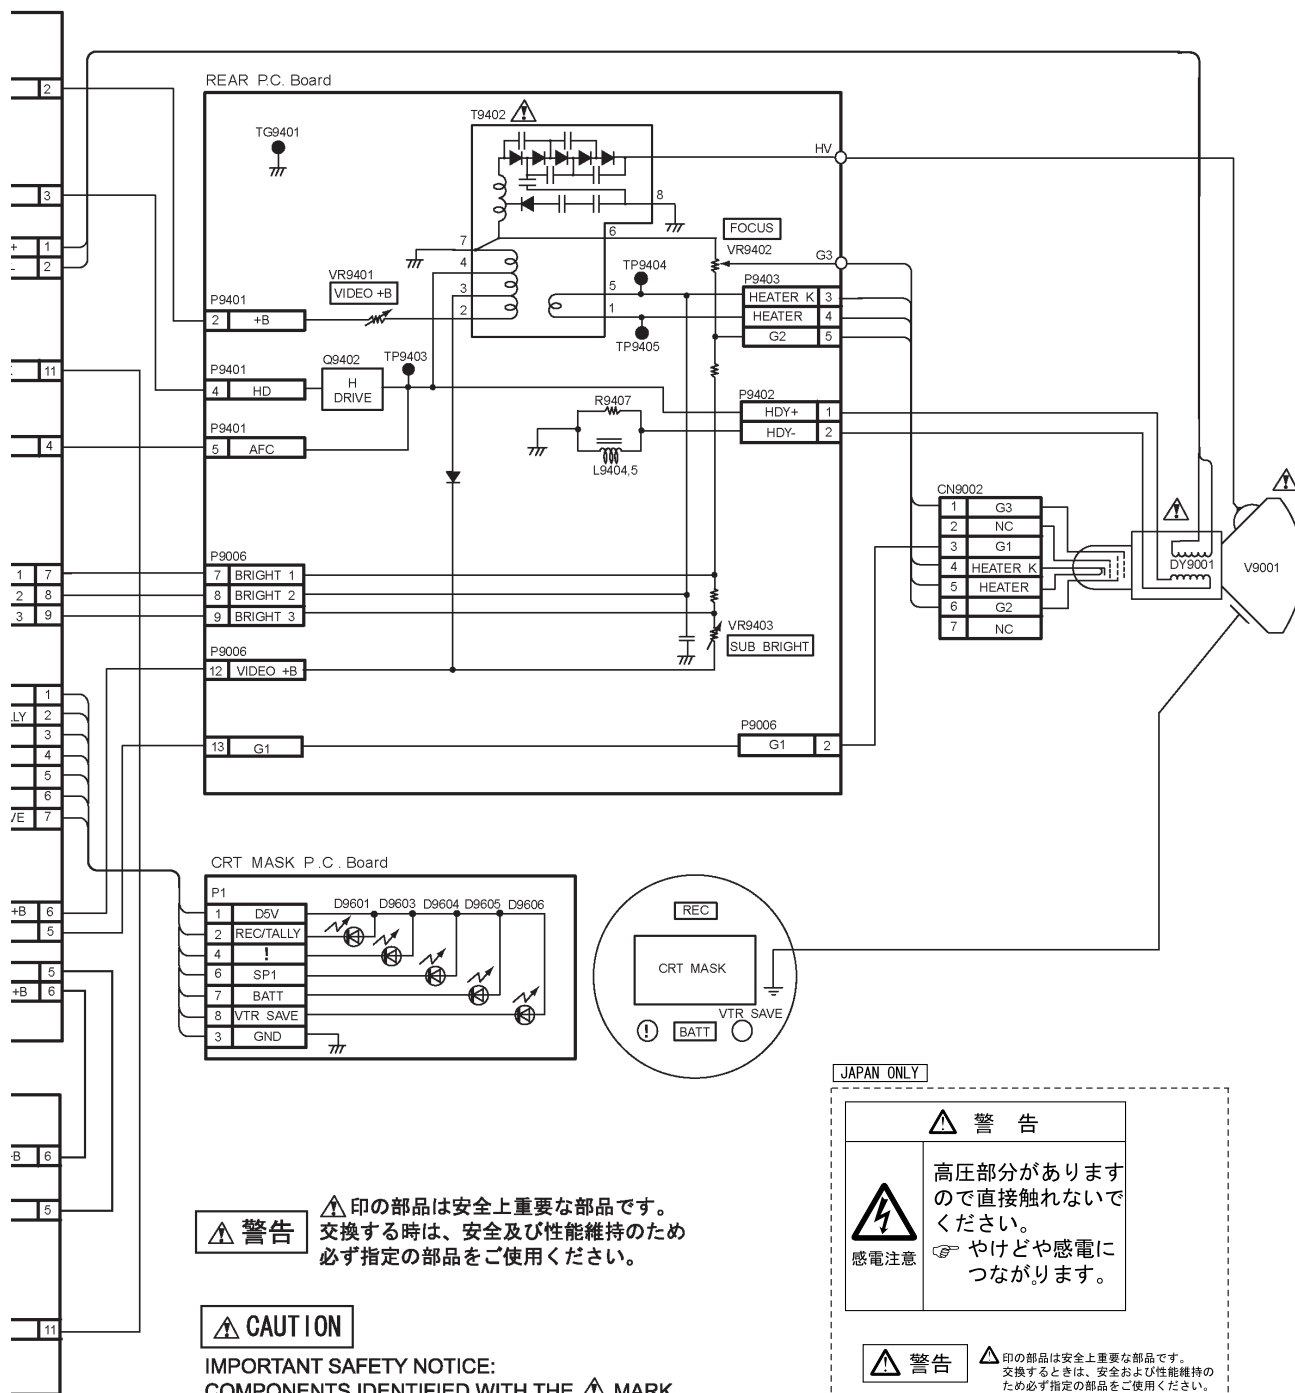 REAR P.C. Board
2
3
+ 1
- 2
11
4
1 7
2 8
3 9
1
LY 2
3
4
5
6
VE 7
+B 6
5
5
+B 6
-B 6
5
11
TG9401
T9402
8
7
6
4
3
2
5
1
HV
FOCUS
VR9402
G3
TP9404
TP9405
VR9401
VIDEO +B
P9401
2 +B
P9403
HEATER K 3
HEATER 4
G2 5
Q9402
H
DRIVE
TP9403
P9401
4 HD
P9401
5 AFC
R9407
L9404,5
P9402
HDY+ 1
HDY- 2
P9006
7 BRIGHT 1
8 BRIGHT 2
9 BRIGHT 3
VR9403
SUB BRIGHT
P9006
12 VIDEO +B
13 G1
P9006
G1 2
CN9002
1 G3
2 NC
3 G1
4 HEATER K
5 HEATER
6 G2
7 NC
DY9001
V9001
CRT MASK P.C. Board
P1
1 D5V
2 REC/TALLY
4 !
6 SP1
7 BATT
8 VTR SAVE
3 GND
D9601 D9603 D9604 D9605 D9606
REC
CRT MASK
VTR SAVE
! BATT
JAPAN ONLY
⚠ 警 告
高圧部分があります
ので直接触れないで
ください。
☞ やけどや感電に
つながります。
感電注意
⚠ 警告
⚠印の部品は安全上重要な部品です。
交換するときは、安全および性能維持の
ため必ず指定の部品をご使用ください。
⚠ 警告
⚠印の部品は安全上重要な部品です。
交換する時は、安全及び性能維持のため
必ず指定の部品をご使用ください。
⚠ CAUTION
IMPORTANT SAFETY NOTICE:
COMPONENTS IDENTIFIED WITH THE ⚠ MARK